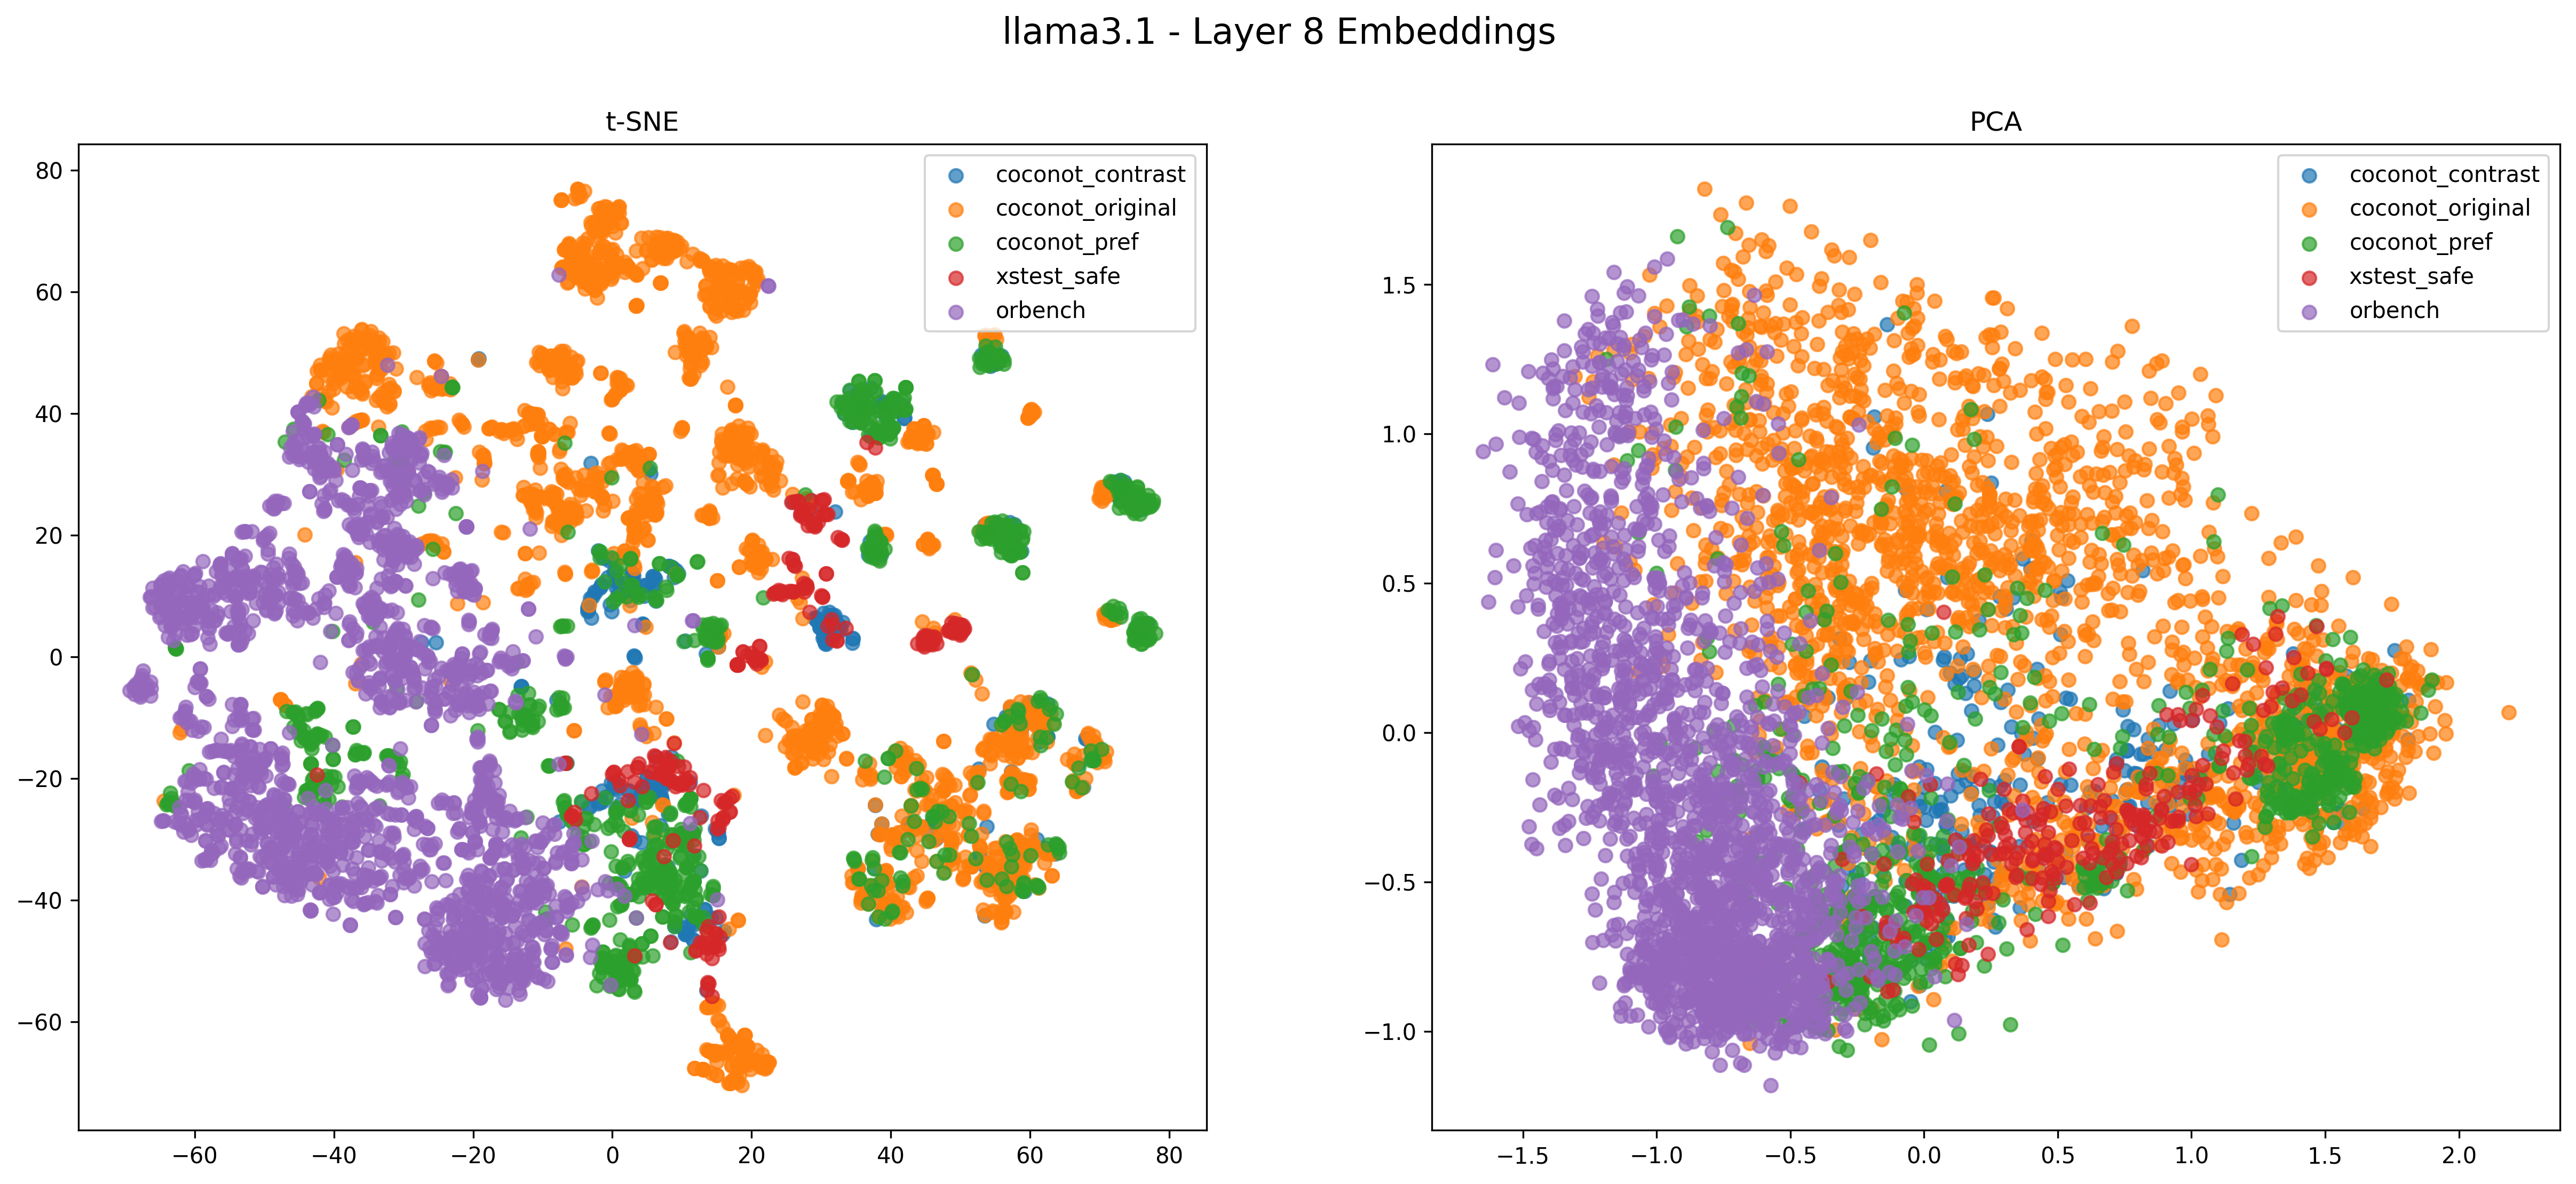 llama3.1 - Layer 8 Embeddings
t-SNE
coconot_contrast
coconot_original
coconot_pref
xstest_safe
orbench
80
60
40
20
0
−20
−40
−60
−60 −40 −20 0 20 40 60 80
PCA
coconot_contrast
coconot_original
coconot_pref
xstest_safe
orbench
1.5
1.0
0.5
0.0
−0.5
−1.0
−1.5 −1.0 −0.5 0.0 0.5 1.0 1.5 2.0